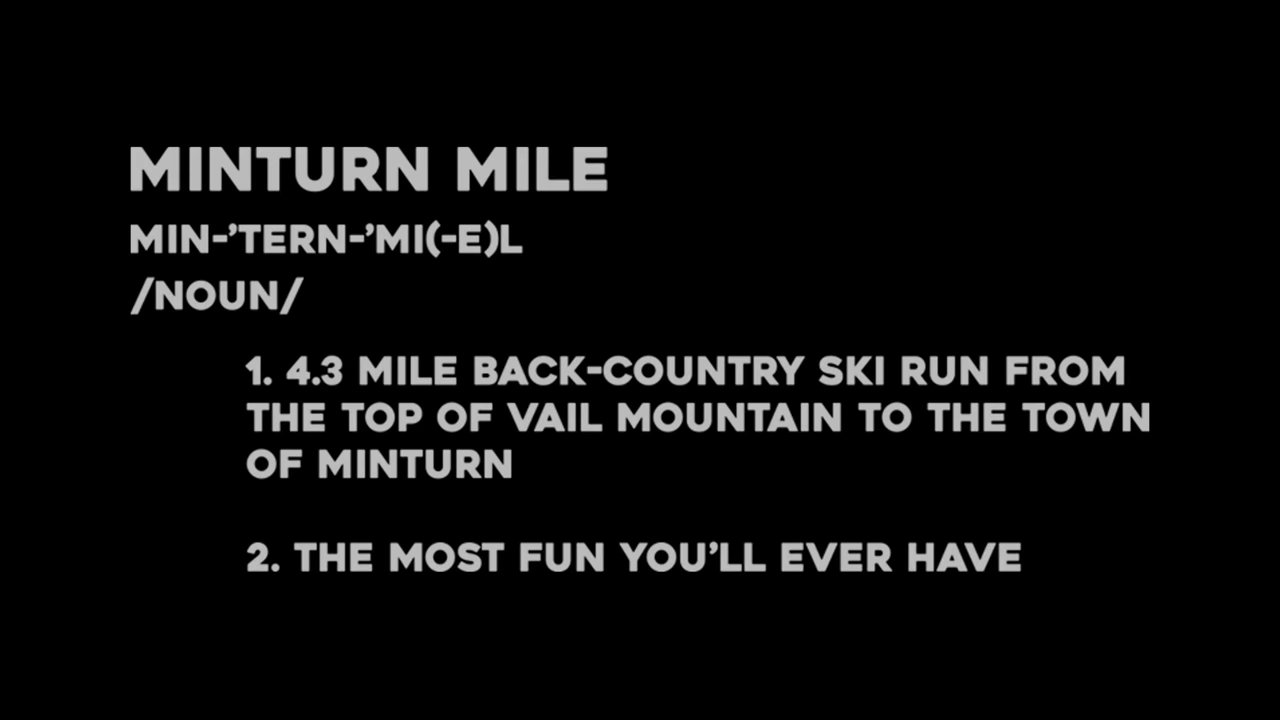 MINTURN MILE
MIN-’TERN-’MI(-E)L
/NOUN/
1. 4.3 MILE BACK-COUNTRY SKI RUN FROM
THE TOP OF VAIL MOUNTAIN TO THE TOWN
OF MINTURN
2. THE MOST FUN YOU’LL EVER HAVE